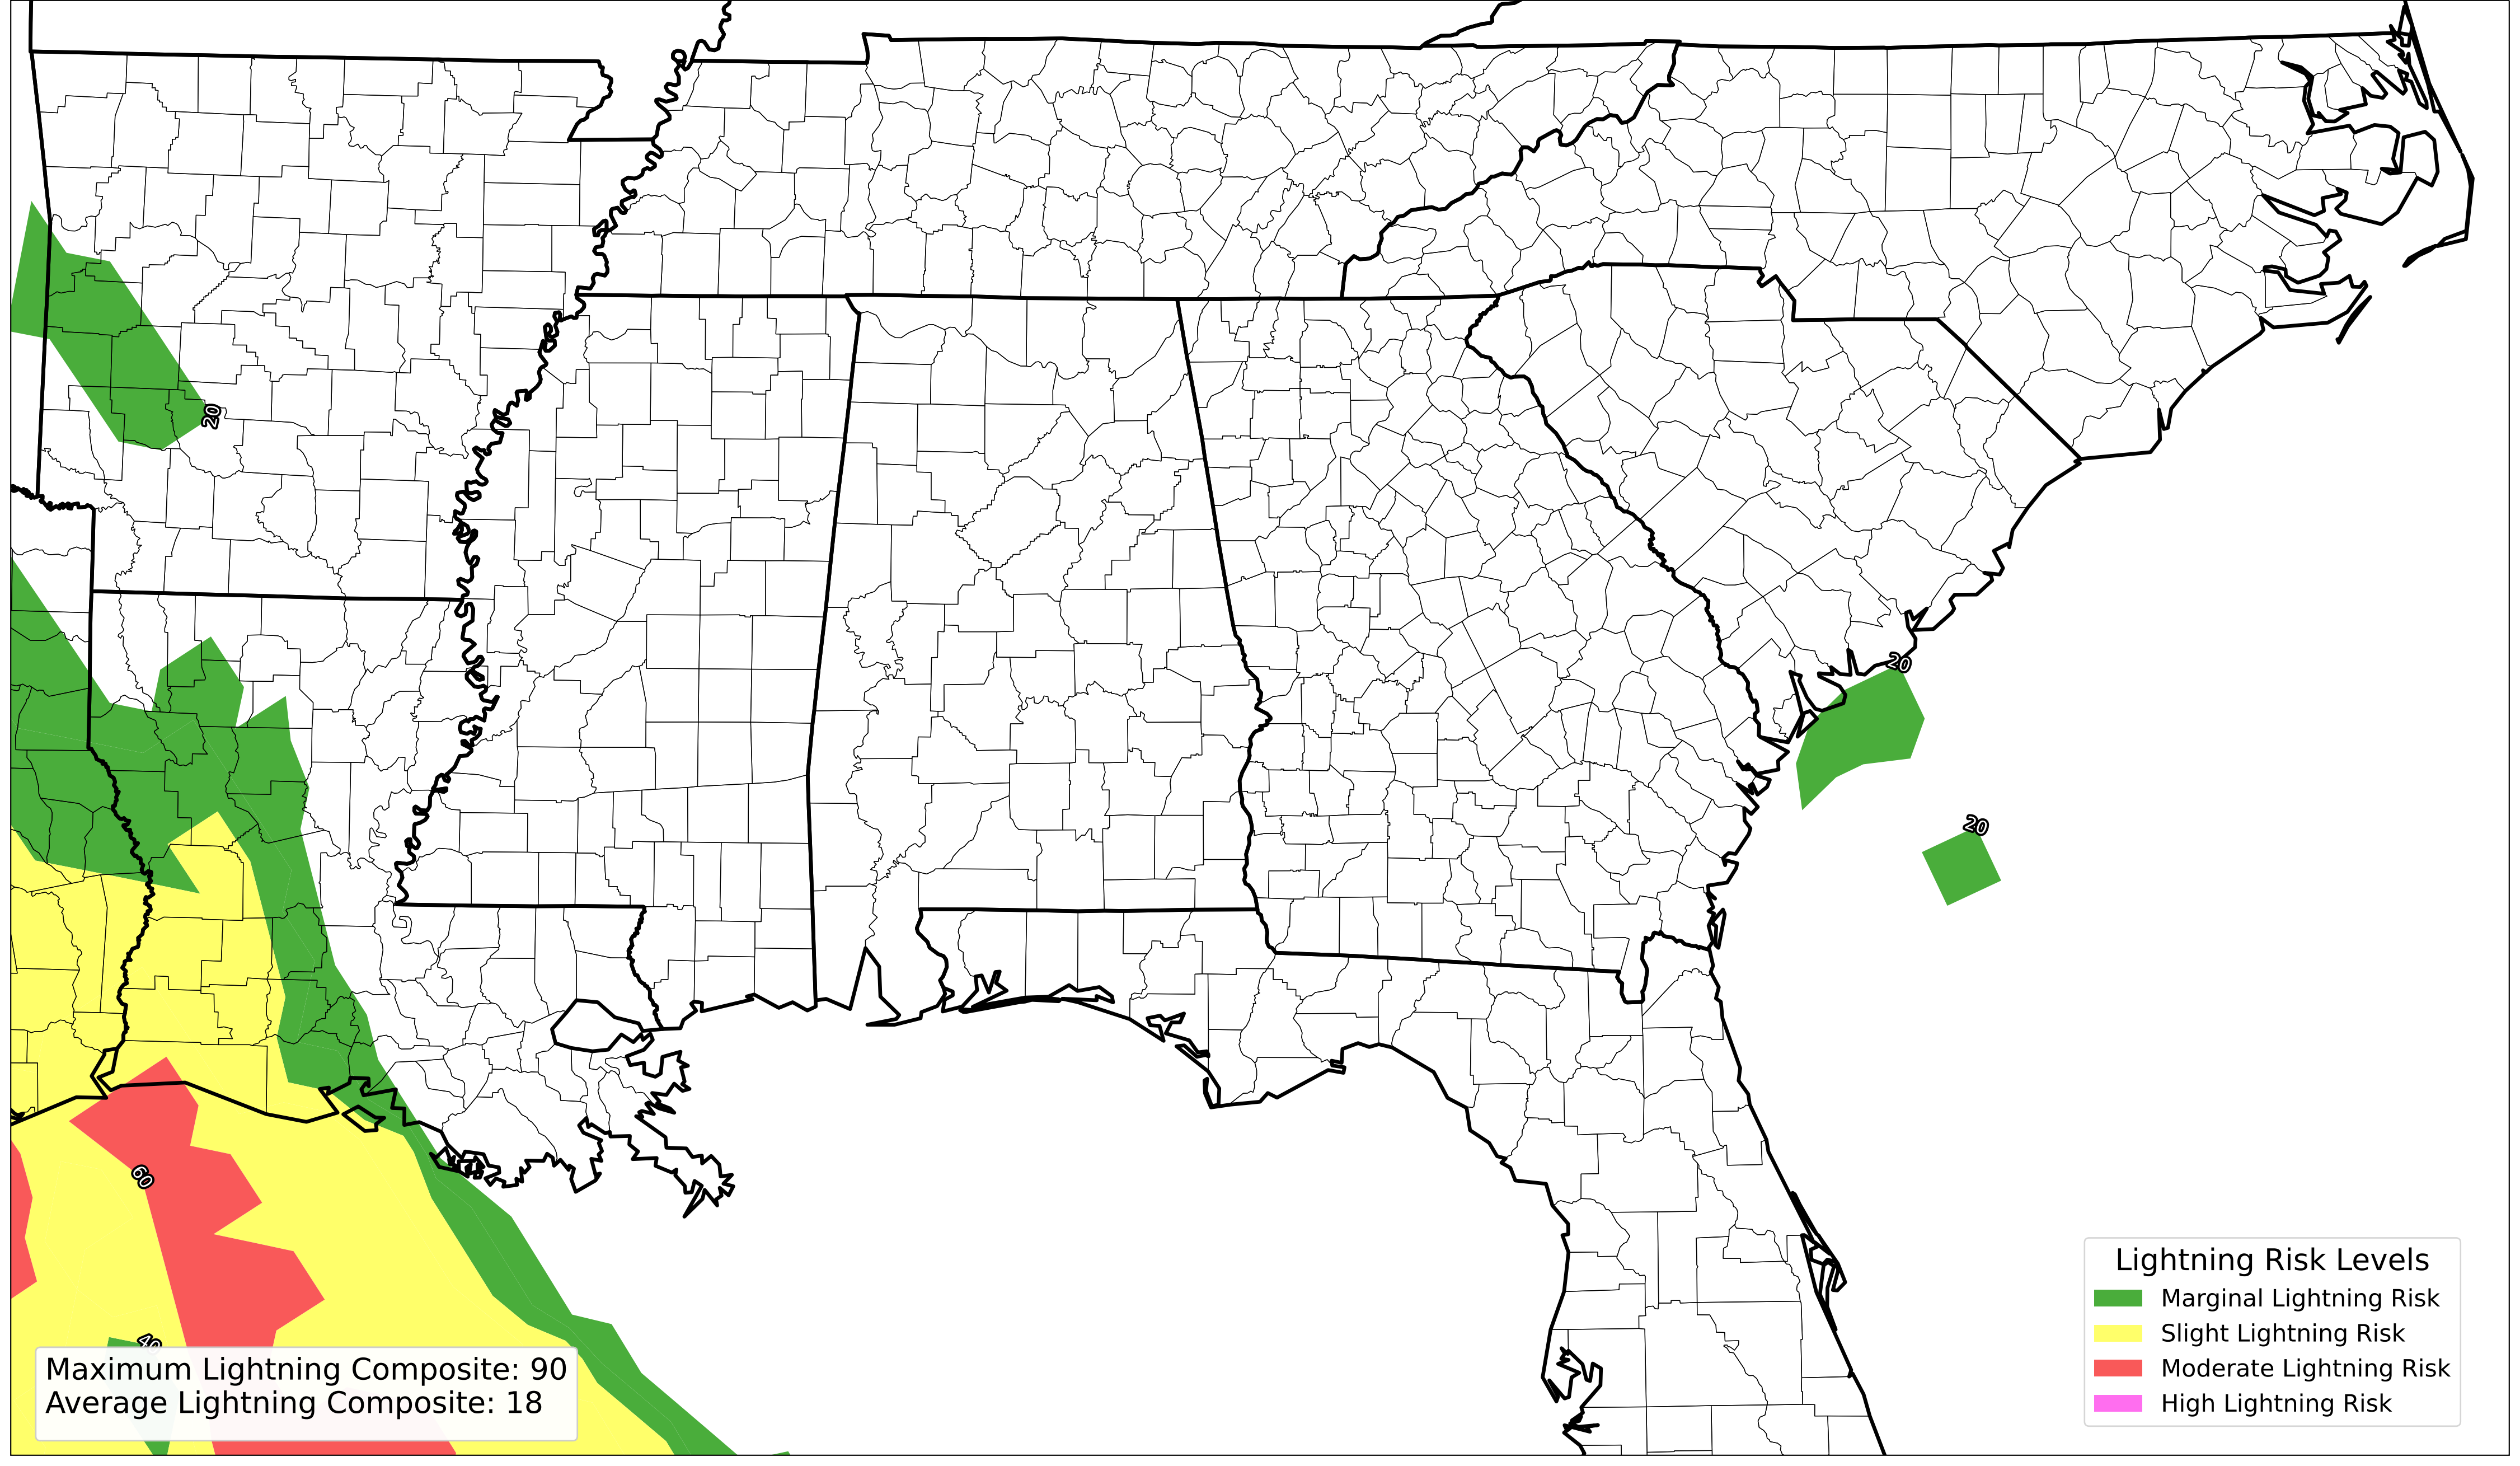 20
20
20
60
40
Lightning Risk Levels
Marginal Lightning Risk
Slight Lightning Risk
Moderate Lightning Risk
High Lightning Risk
Maximum Lightning Composite: 90
Average Lightning Composite: 18